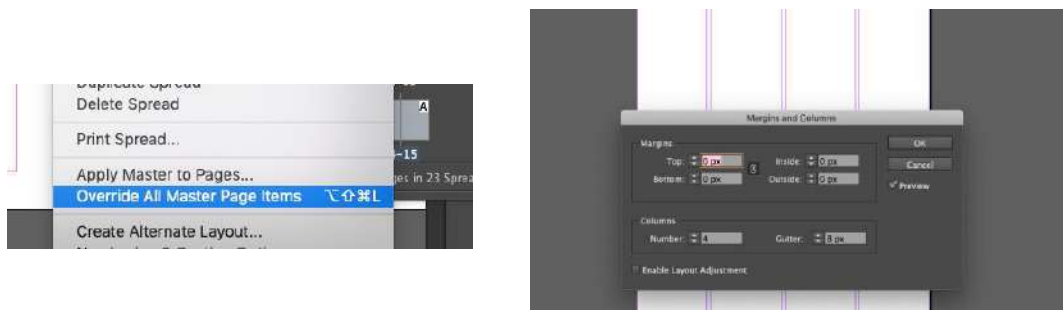 Duplicate Spread
Delete Spread
A
Print Spread...
-15
Apply Master to Pages...
ges in 23 Sprea
Override All Master Page Items ⌥⇧⌘L
Create Alternate Layout...
Margins and Columns
Margins
Top: 0 px
Inside: 0 px
Bottom: 0 px
Outside: 0 px
OK
Cancel
Preview
Columns
Number: 4
Gutter: 8 px
Enable Layout Adjustment